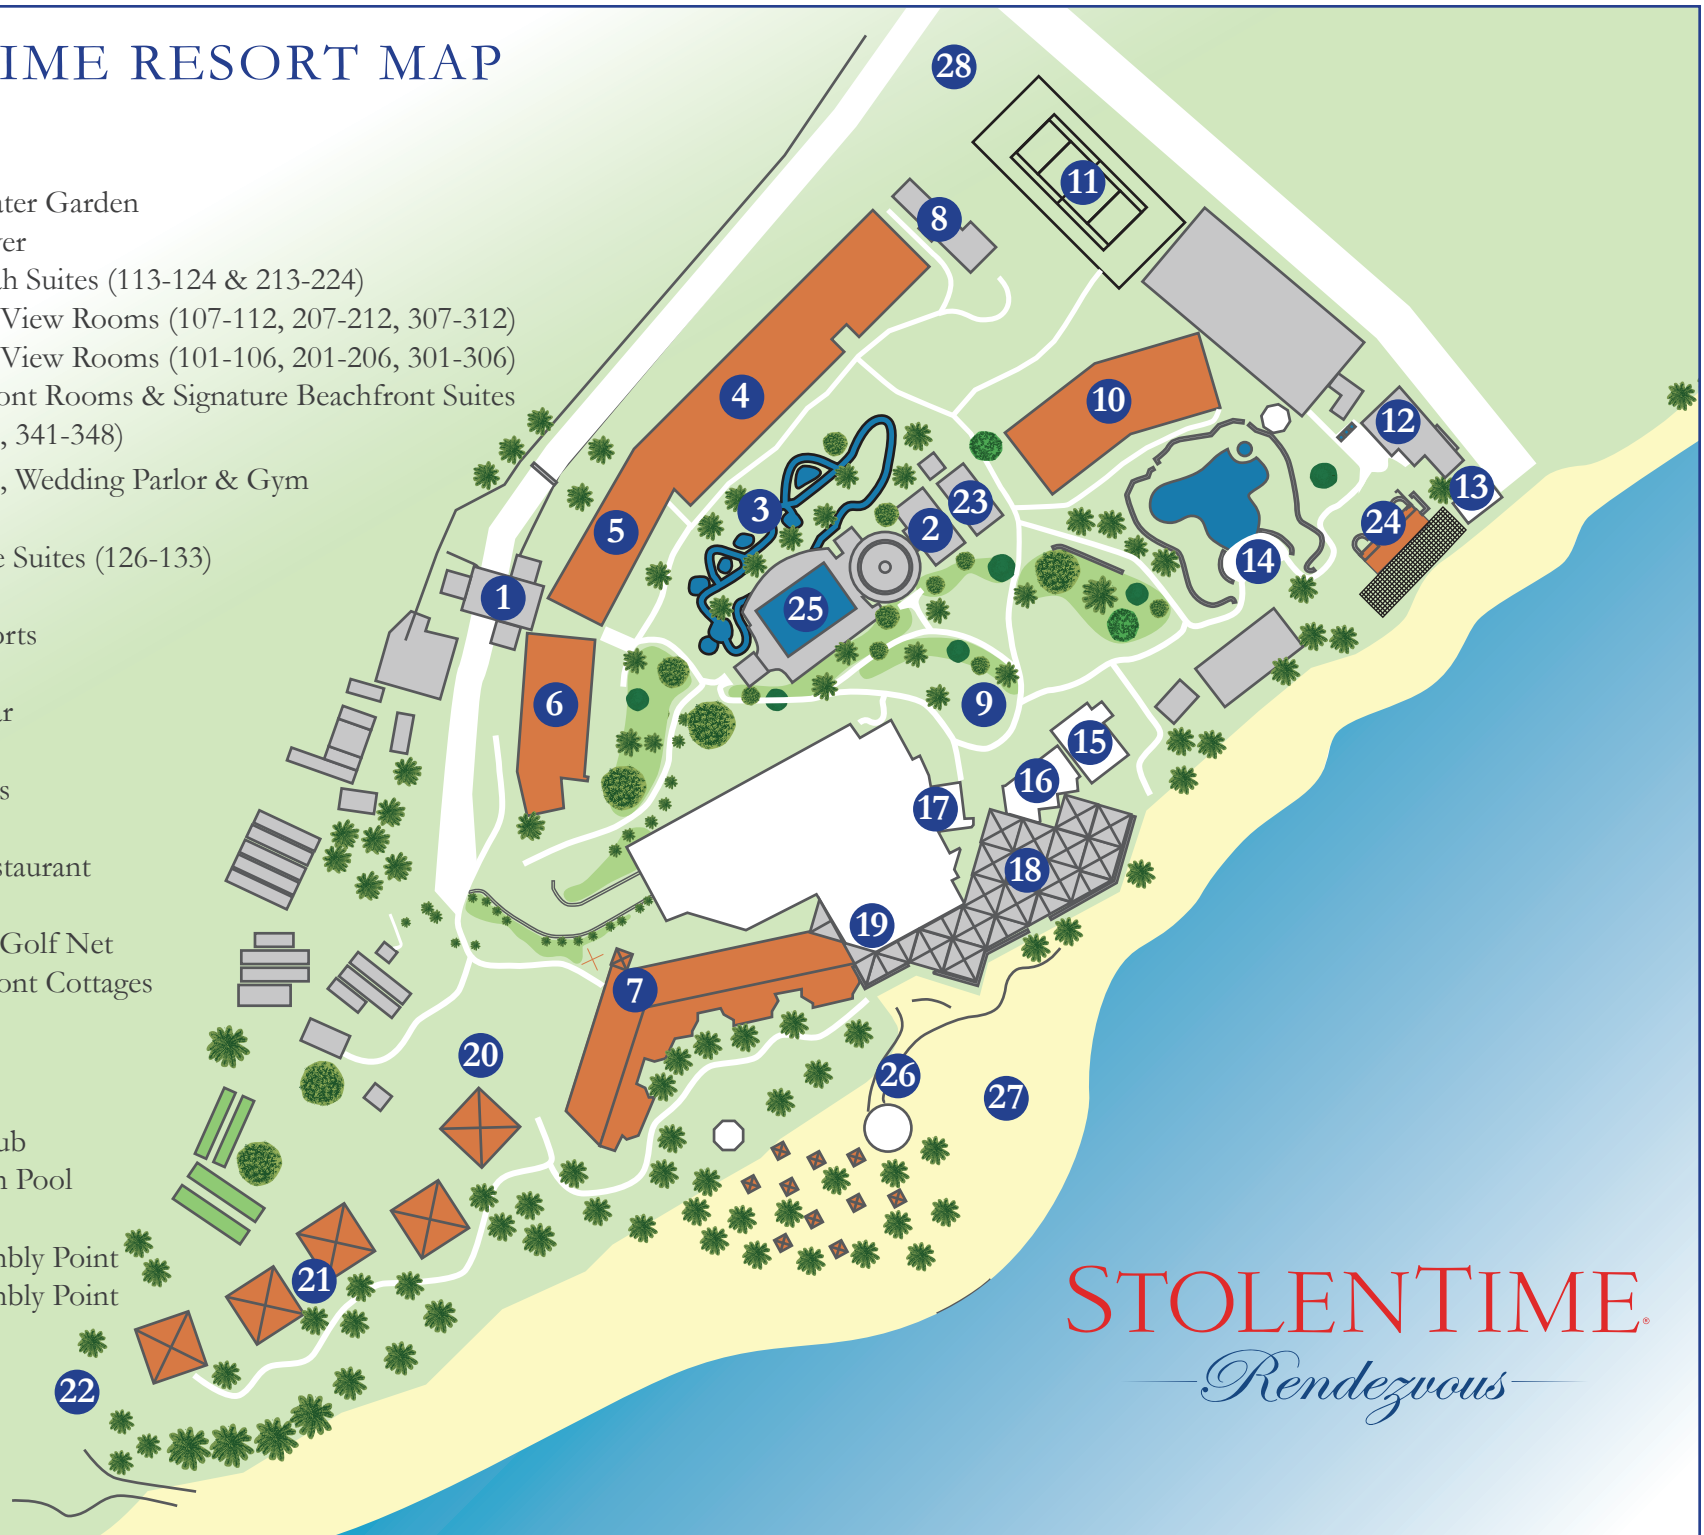 IME RESORT MAP
ter Garden
er
h Suites (113-124 & 213-224)
View Rooms (107-112, 207-212, 307-312)
View Rooms (101-106, 201-206, 301-306)
ont Rooms & Signature Beachfront Suites
, 341-348)
, Wedding Parlor & Gym
e Suites (126-133)
orts
ar
s
staurant
Golf Net
ont Cottages
ub
n Pool
mbly Point
mbly Point
28
11
8
4
10
12
13
3
23
24
5
2
14
1
25
6
9
15
16
17
18
19
7
20
26
27
21
22
STOLENTIME®
Rendezvous